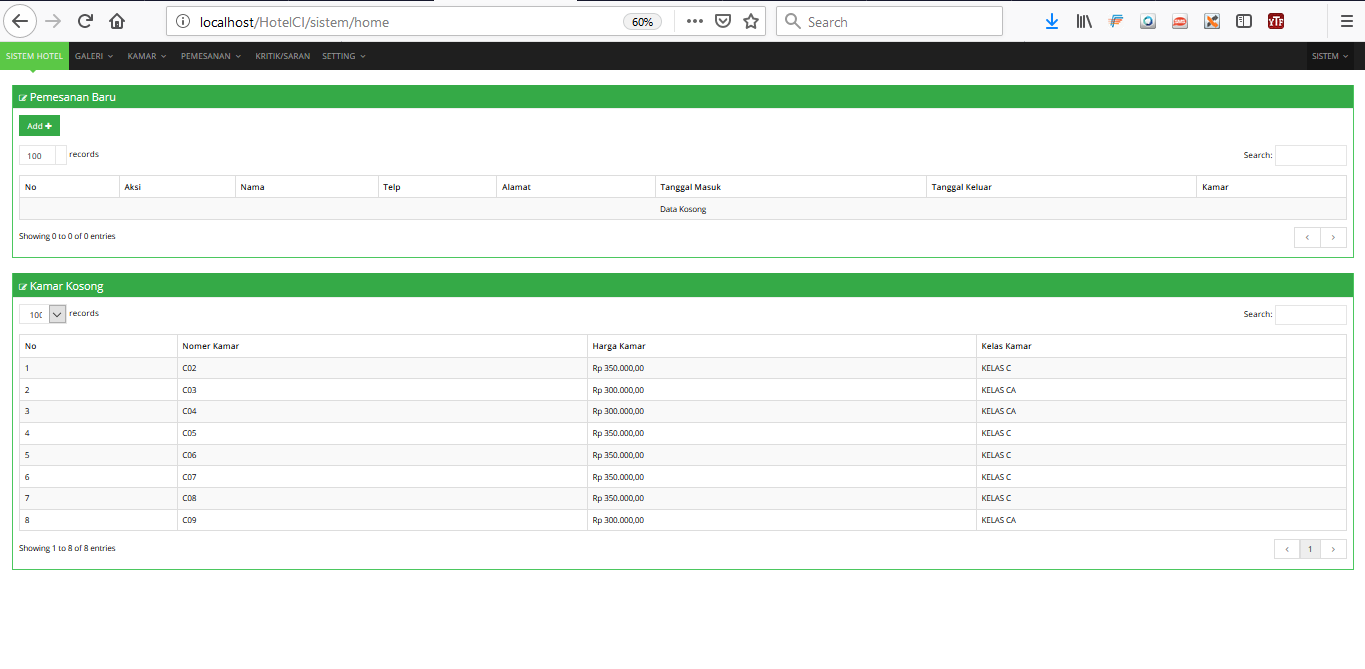 localhost/HotelCI/sistem/home 60% Search
SISTEM HOTEL GALERI KAMAR PEMESANAN KRITIK/SARAN SETTING SISTEM
Pemesanan Baru
Add
100 records Search:
No Aksi Nama Telp Alamat Tanggal Masuk Tanggal Keluar Kamar
Data Kosong
Showing 0 to 0 of 0 entries
Kamar Kosong
100 records Search:
No Nomer Kamar Harga Kamar Kelas Kamar
1 C02 Rp 350.000,00 KELAS C
2 C03 Rp 300.000,00 KELAS CA
3 C04 Rp 300.000,00 KELAS CA
4 C05 Rp 350.000,00 KELAS C
5 C06 Rp 350.000,00 KELAS C
6 C07 Rp 350.000,00 KELAS C
7 C08 Rp 350.000,00 KELAS C
8 C09 Rp 300.000,00 KELAS CA
Showing 1 to 8 of 8 entries 1